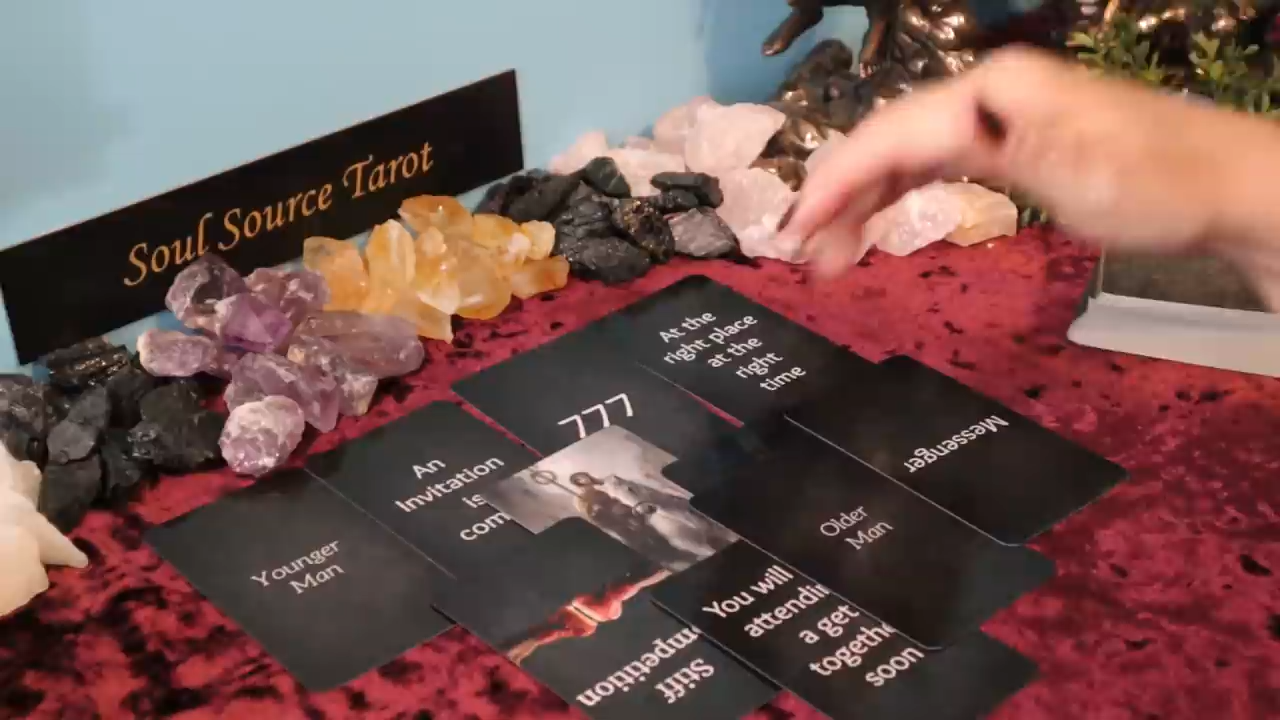 Soul Source Tarot
At the
right place
at the
right
time
777
Messenger
An
Invitation
is
com
Younger
Man
Older
Man
You will
attendi
a get
togethe
soon
Stiff
mpetition